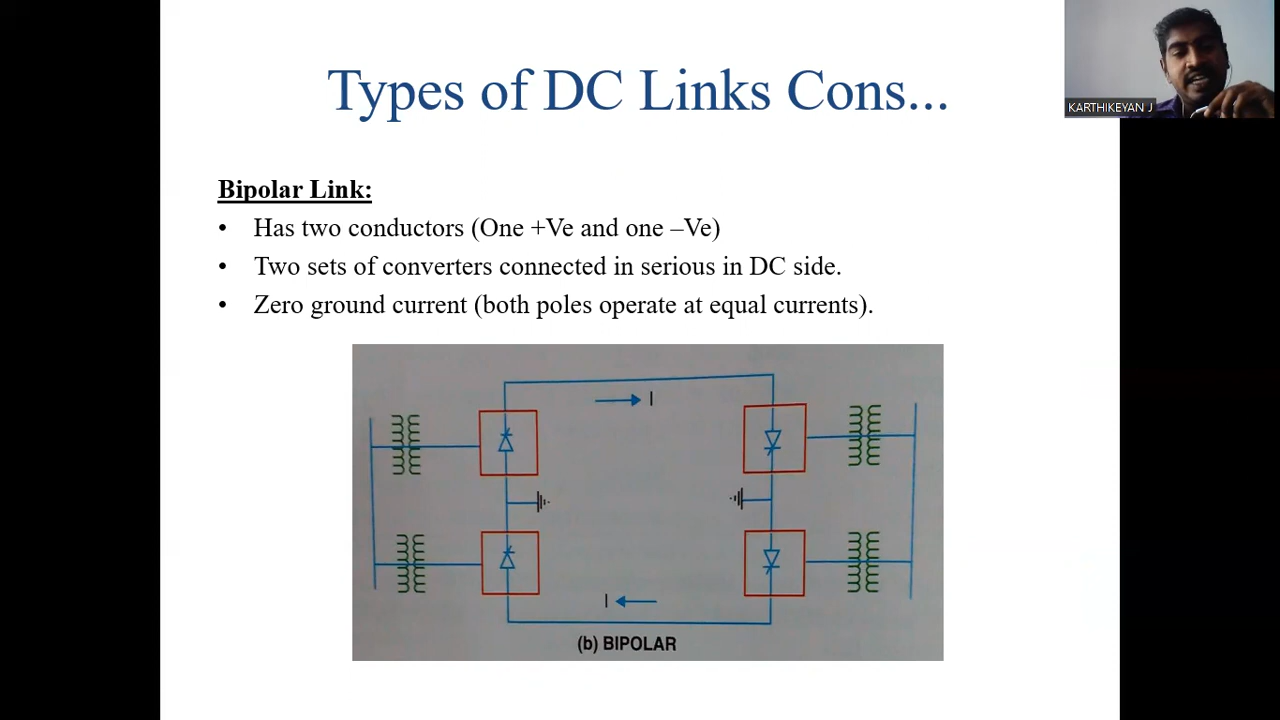 Types of DC Links Cons...
KARTHIKEYAN J
Bipolar Link:
• Has two conductors (One +Ve and one –Ve)
• Two sets of converters connected in serious in DC side.
• Zero ground current (both poles operate at equal currents).
I
I
(b) BIPOLAR